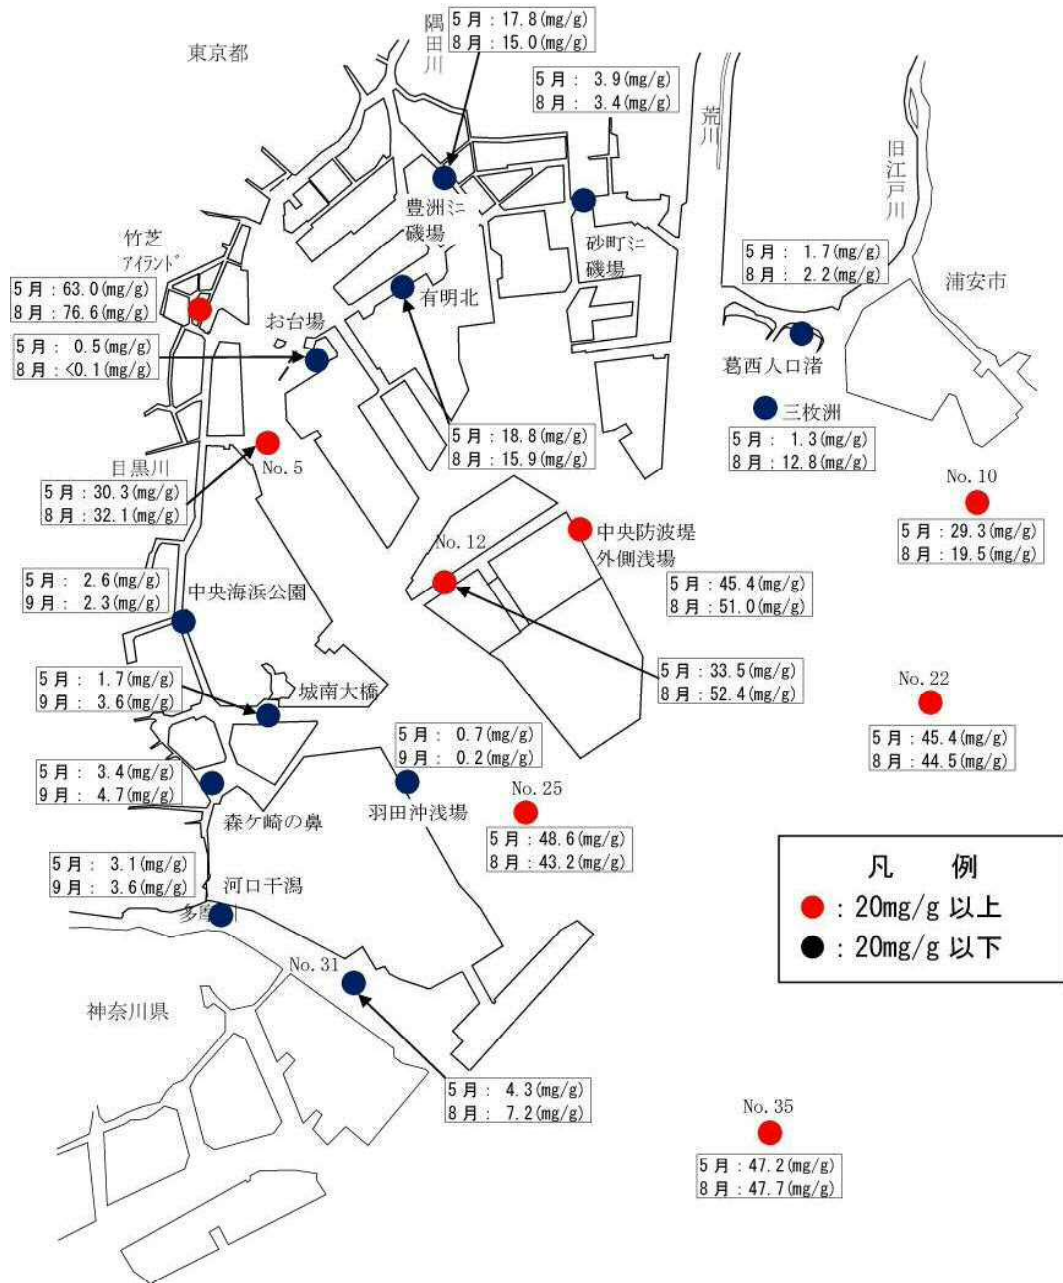 5月：17.8(mg/g)
8月：15.0(mg/g)
隅田川
東京都
5月： 3.9(mg/g)
8月： 3.4(mg/g)
荒川
旧江戸川
豊洲ミニ
磯場
砂町ミニ
磯場
竹芝
アイランド
5月： 1.7(mg/g)
8月： 2.2(mg/g)
浦安市
5月：63.0(mg/g)
8月：76.6(mg/g)
有明北
お台場
5月： 0.5(mg/g)
8月：<0.1(mg/g)
葛西人口渚
三枚洲
5月： 1.3(mg/g)
8月：12.8(mg/g)
5月：18.8(mg/g)
8月：15.9(mg/g)
目黒川
No.5
5月：30.3(mg/g)
8月：32.1(mg/g)
No.10
5月：29.3(mg/g)
8月：19.5(mg/g)
No.12
中央防波堤
外側浅場
5月：45.4(mg/g)
8月：51.0(mg/g)
5月： 2.6(mg/g)
9月： 2.3(mg/g)
中央海浜公園
5月：33.5(mg/g)
8月：52.4(mg/g)
5月： 1.7(mg/g)
9月： 3.6(mg/g)
城南大橋
No.22
5月：45.4(mg/g)
8月：44.5(mg/g)
5月： 0.7(mg/g)
9月： 0.2(mg/g)
5月： 3.4(mg/g)
9月： 4.7(mg/g)
森ケ崎の鼻
羽田沖浅場
No.25
5月：48.6(mg/g)
8月：43.2(mg/g)
5月： 3.1(mg/g)
9月： 3.6(mg/g)
河口干潟
多摩川
凡 例
：20mg/g 以上
：20mg/g 以下
No.31
神奈川県
5月： 4.3(mg/g)
8月： 7.2(mg/g)
No.35
5月：47.2(mg/g)
8月：47.7(mg/g)